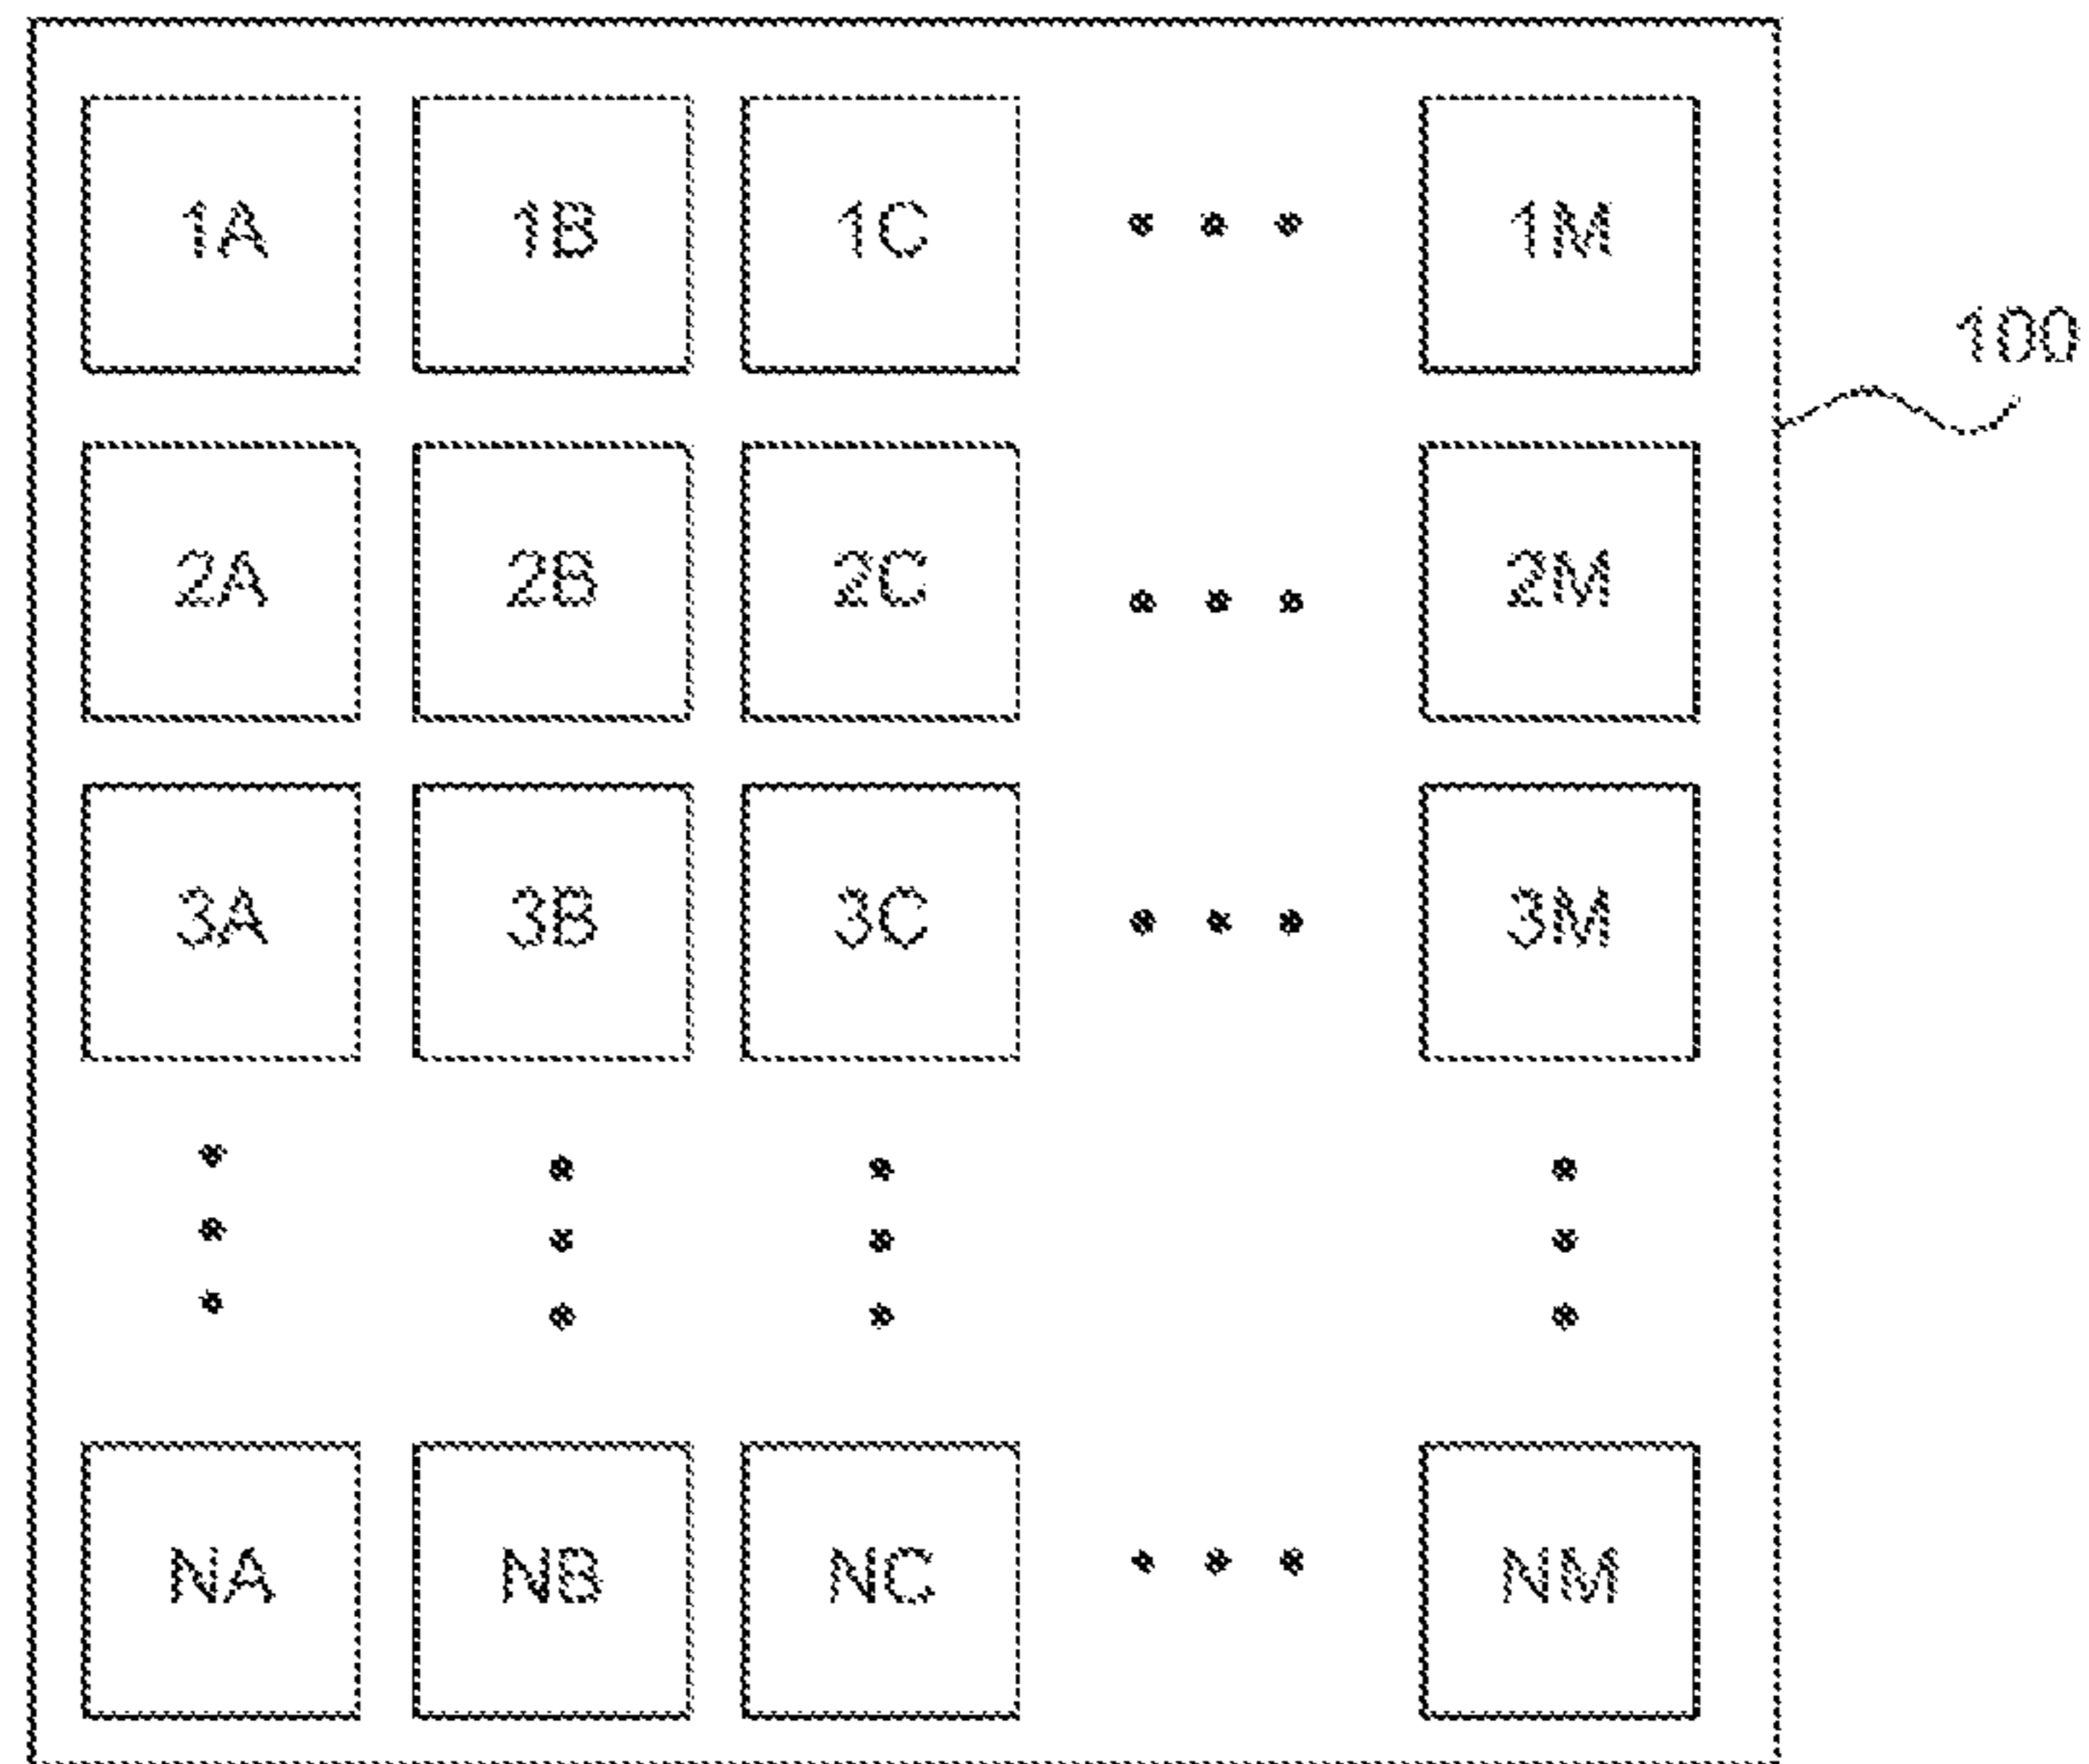 1A 1B 1C • • • 1M
100
2A 2B 2C • • • 2M
3A 3B 3C • • • 3M
NA NB NC • • • NM